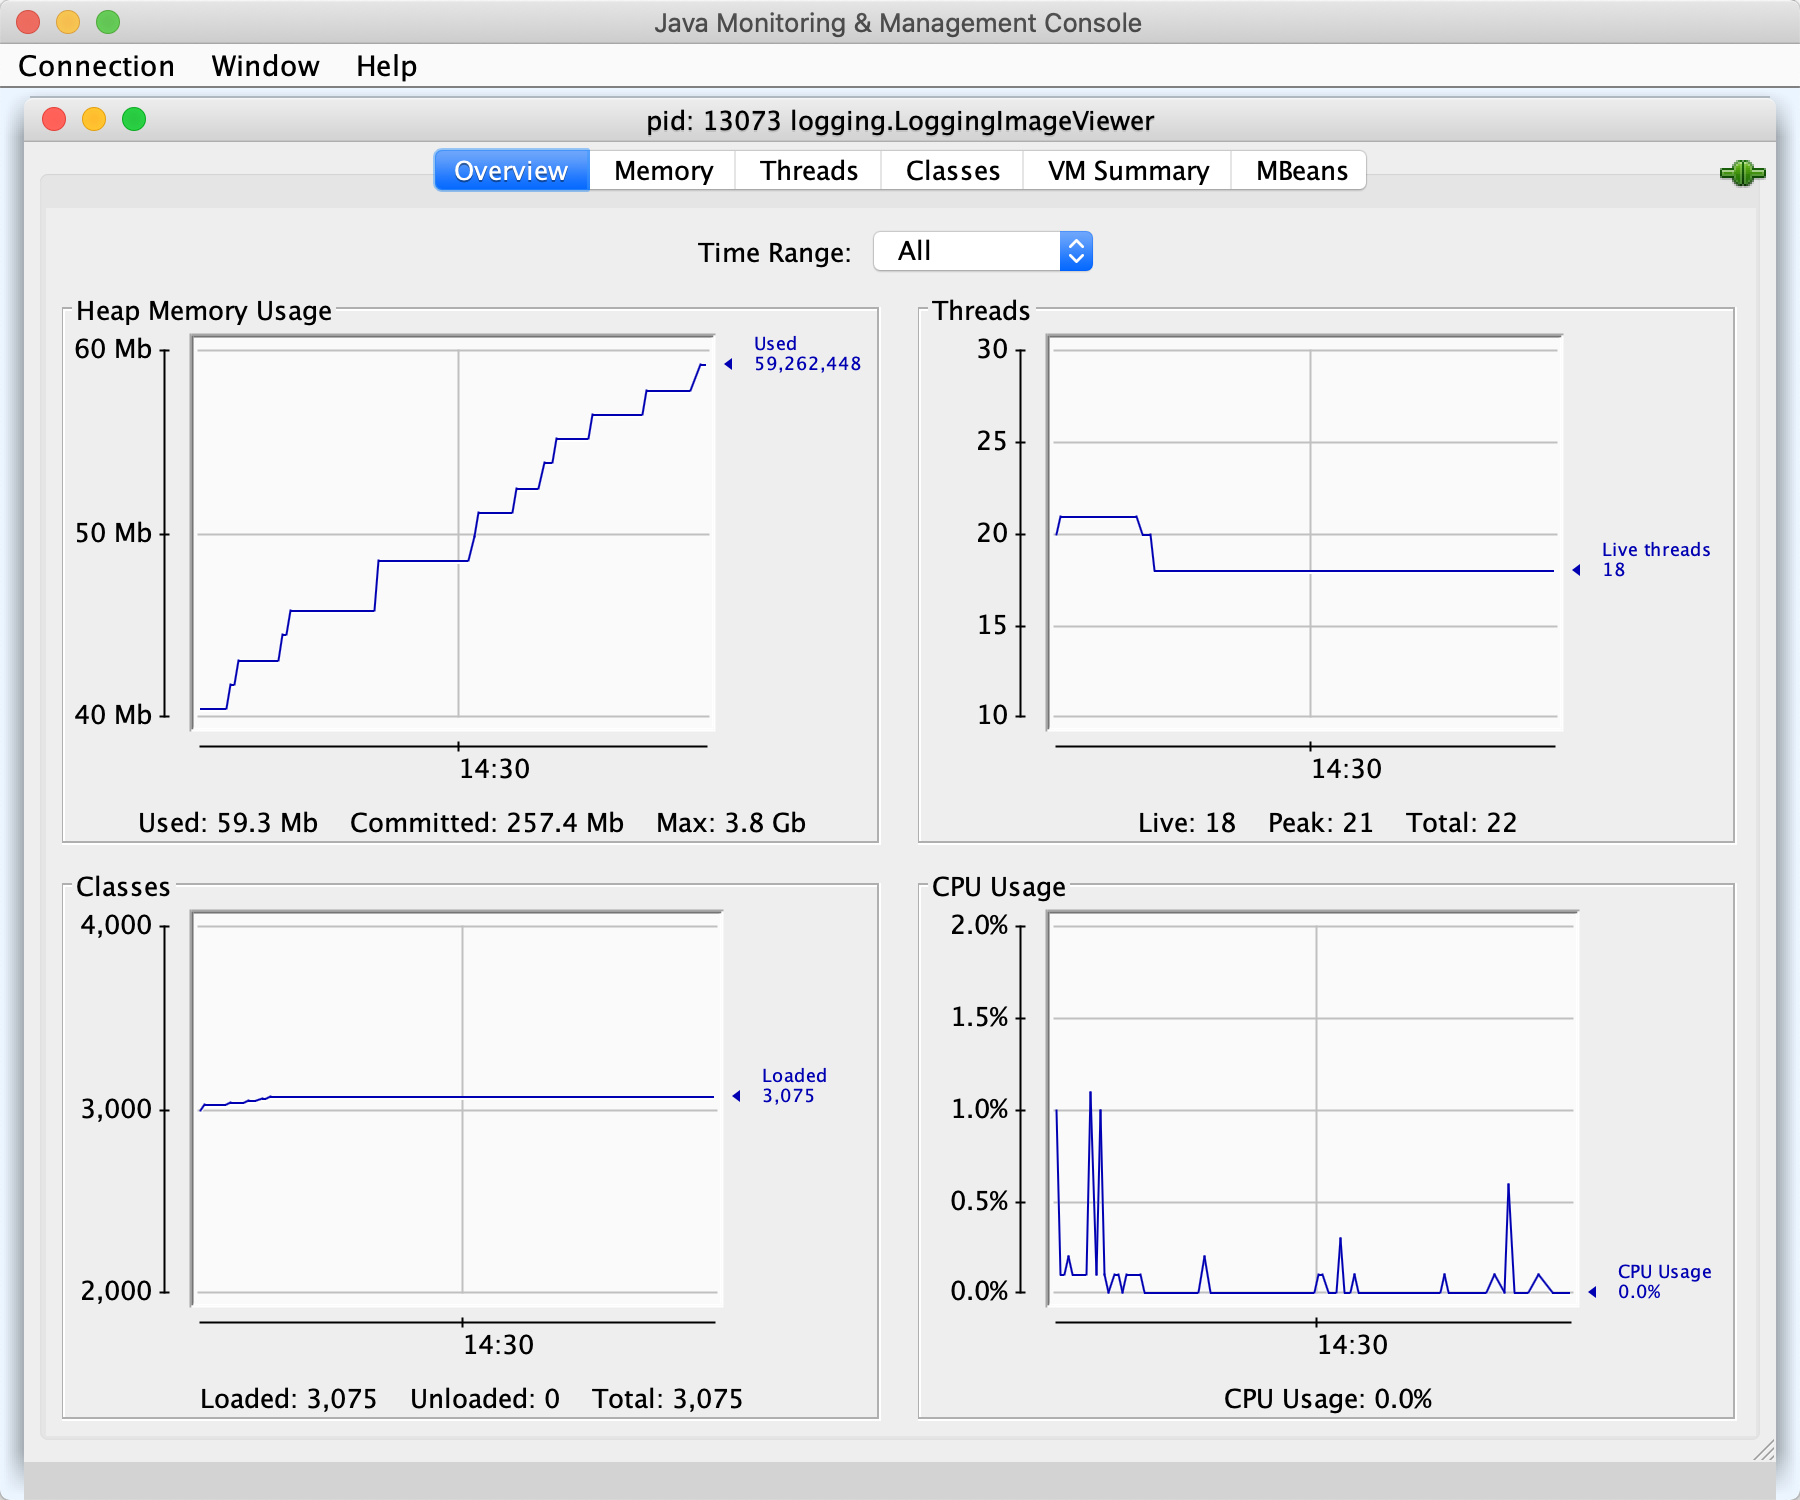 Java Monitoring & Management Console
Connection Window Help
pid: 13073 logging.LoggingImageViewer
Overview Memory Threads Classes VM Summary MBeans
Time Range: All
Heap Memory Usage
60 Mb
50 Mb
40 Mb
Used
59,262,448
14:30
Used: 59.3 Mb Committed: 257.4 Mb Max: 3.8 Gb
Threads
30
25
20
15
10
Live threads
18
14:30
Live: 18 Peak: 21 Total: 22
Classes
4,000
3,000
2,000
Loaded
3,075
14:30
Loaded: 3,075 Unloaded: 0 Total: 3,075
CPU Usage
2.0%
1.5%
1.0%
0.5%
0.0%
CPU Usage
0.0%
14:30
CPU Usage: 0.0%